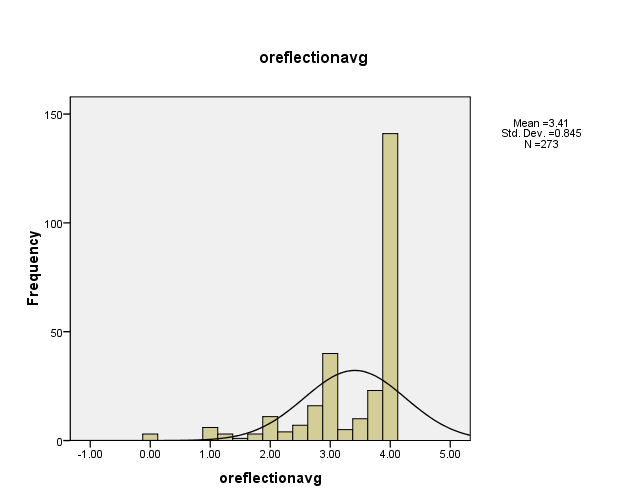 oreflectionavg
Mean =3.41
Std. Dev. =0.845
N =273
150
100
50
0
Frequency
-1.00 0.00 1.00 2.00 3.00 4.00 5.00
oreflectionavg